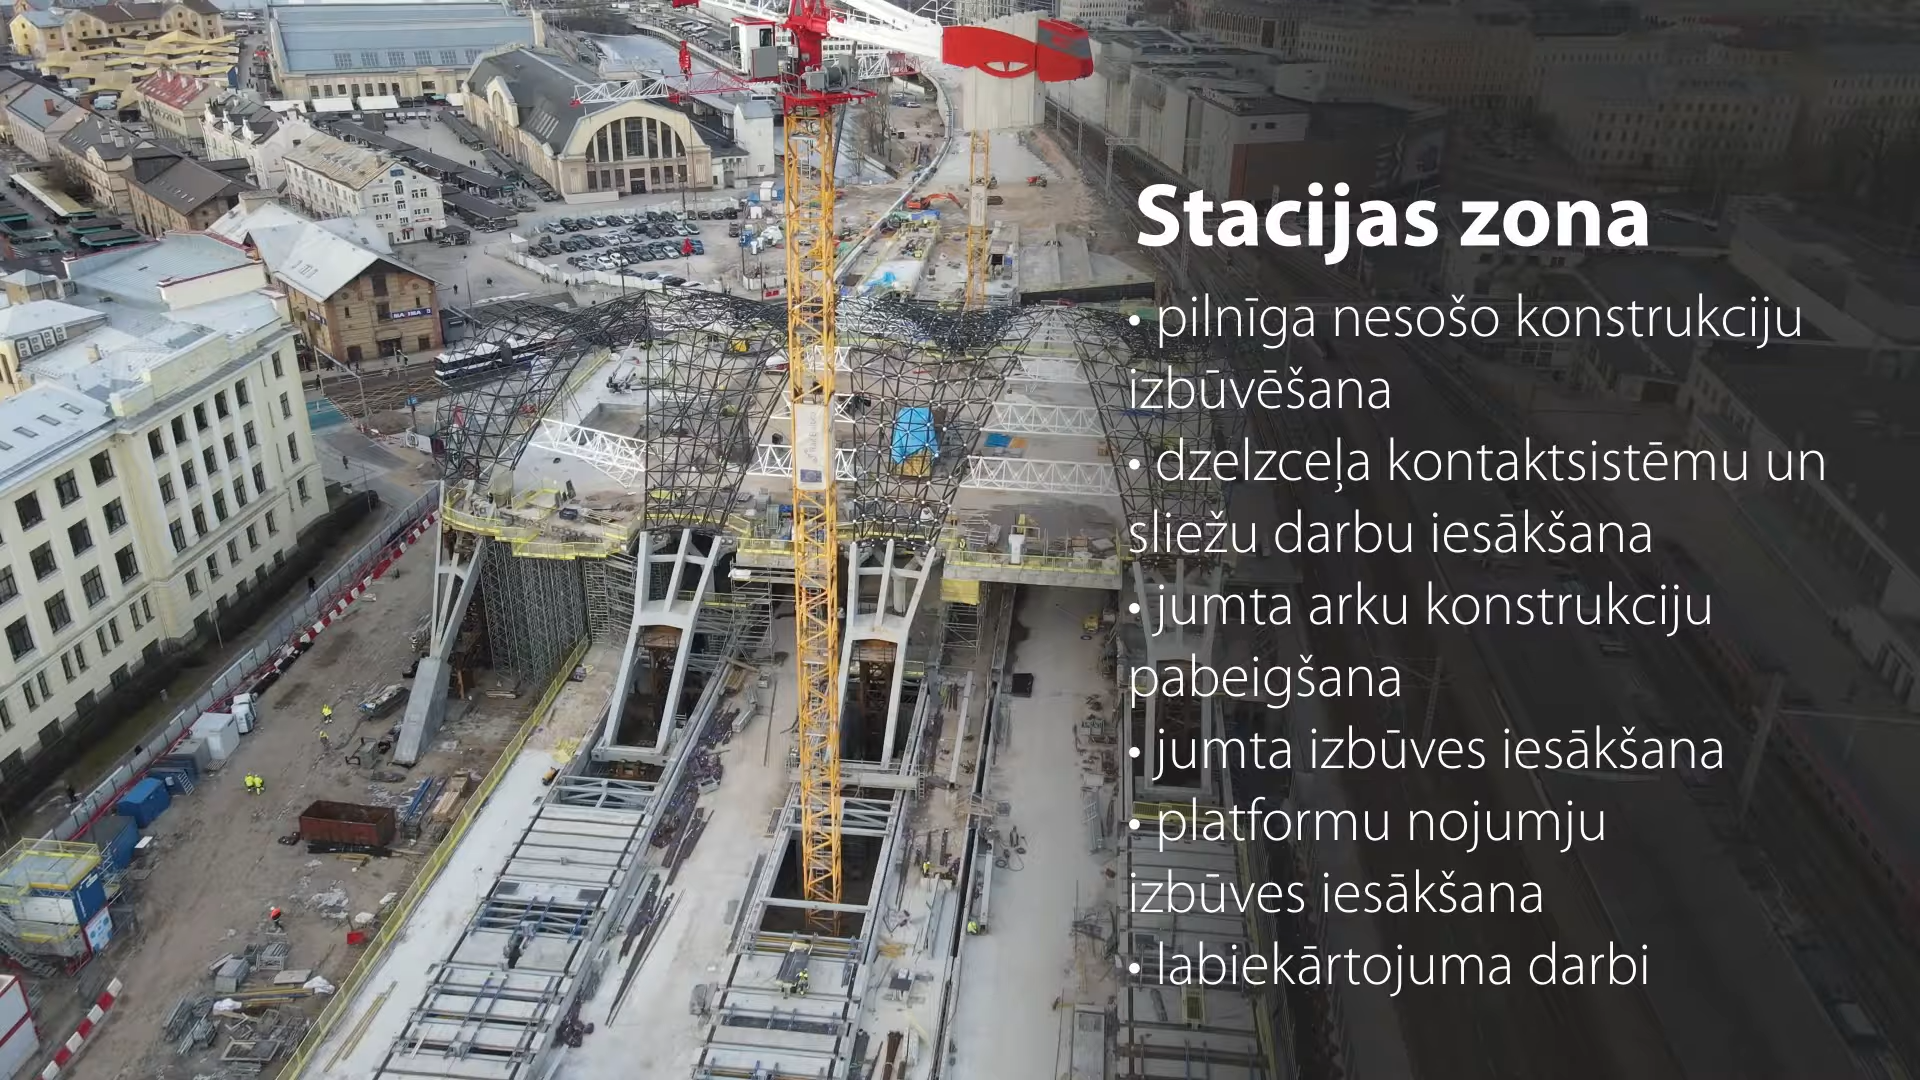 Stacijas zona
• pilnīga nesošo konstrukciju
izbūvēšana
• dzelzceļa kontaktsistēmu un
sliežu darbu iesākšana
• jumta arku konstrukciju
pabeigšana
• jumta izbūves iesākšana
• platformu nojumju
izbūves iesākšana
• labiekārtojuma darbi